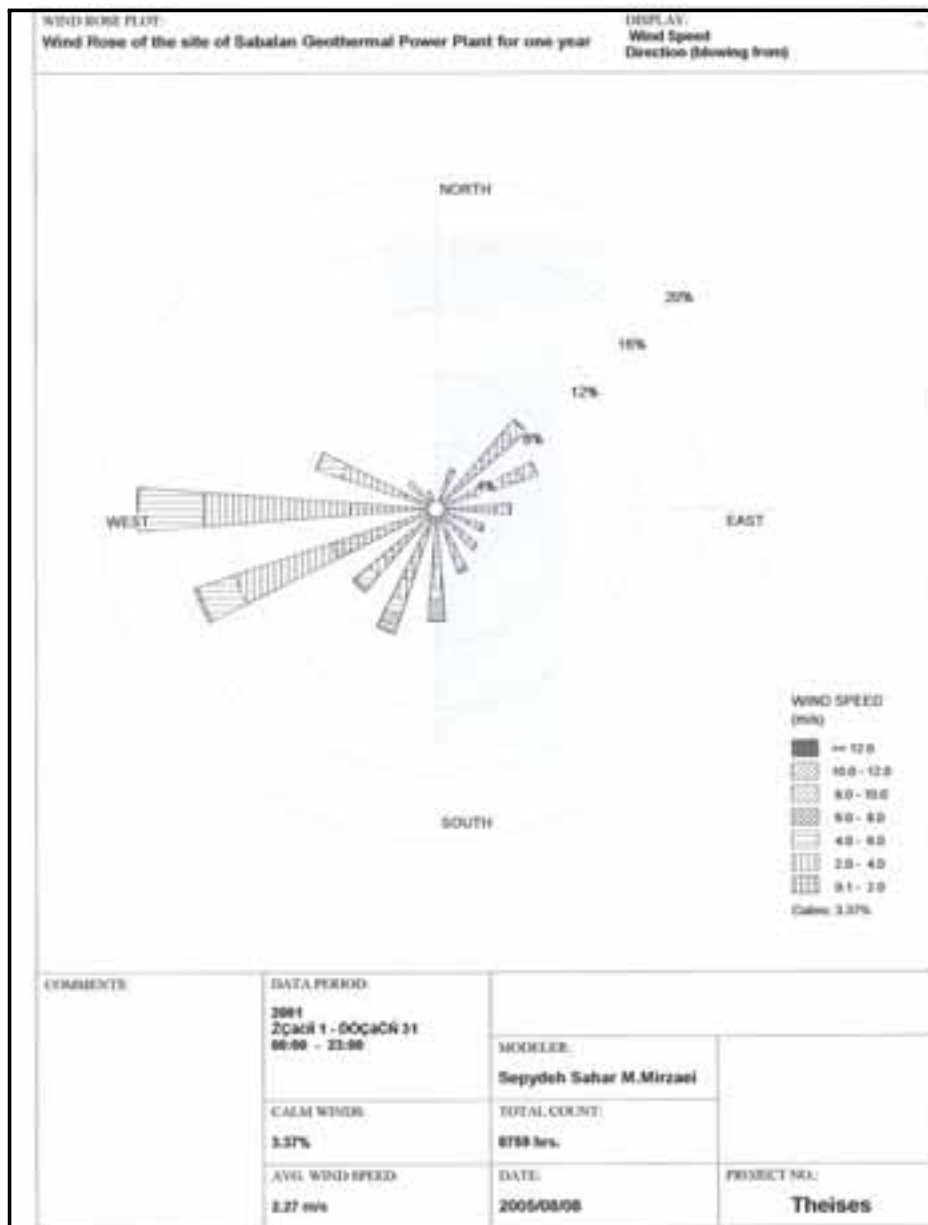 WIND ROSE PLOT:
Wind Rose of the site of Sabalan Geothermal Power Plant for one year
DISPLAY:
Wind Speed
Direction (blowing from)
NORTH
20%
16%
12%
8%
4%
WEST
EAST
SOUTH
WIND SPEED
(m/s)
10.0 - 12.0
8.0 - 10.0
6.0 - 8.0
4.0 - 6.0
2.0 - 4.0
0.1 - 2.0
Calms: 3.37%
COMMENTS:
DATA PERIOD:
2001
00:00 - 23:00
MODELER:
Sepydeh Sahar M.Mirzaei
CALM WINDS:
3.37%
TOTAL COUNT:
8759 hrs.
AVG. WIND SPEED:
2.27 m/s
DATE:
2005/08/08
PROJECT NO.:
Theises